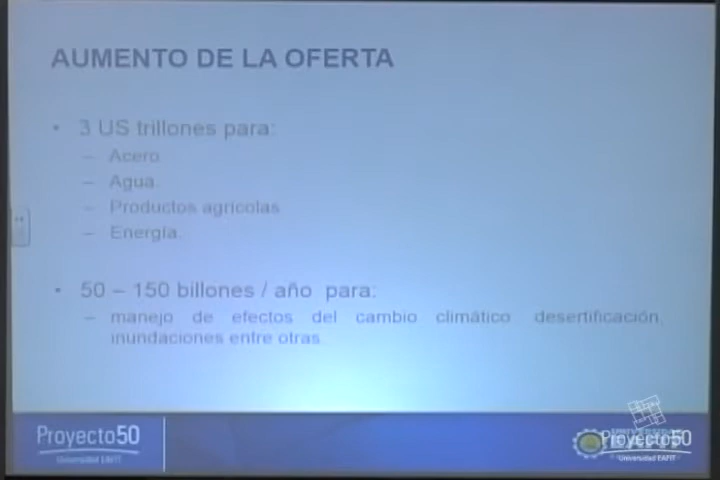 AUMENTO DE LA OFERTA
• 3 US trillones para:
– Acero.
– Agua.
– Productos agricolas
– Energía.
• 50 – 150 billones / año para:
– manejo de efectos del cambio climático desertificación,
inundaciones entre otras.
Proyecto50
Universidad EAFIT
Proyecto50
Universidad EAFIT